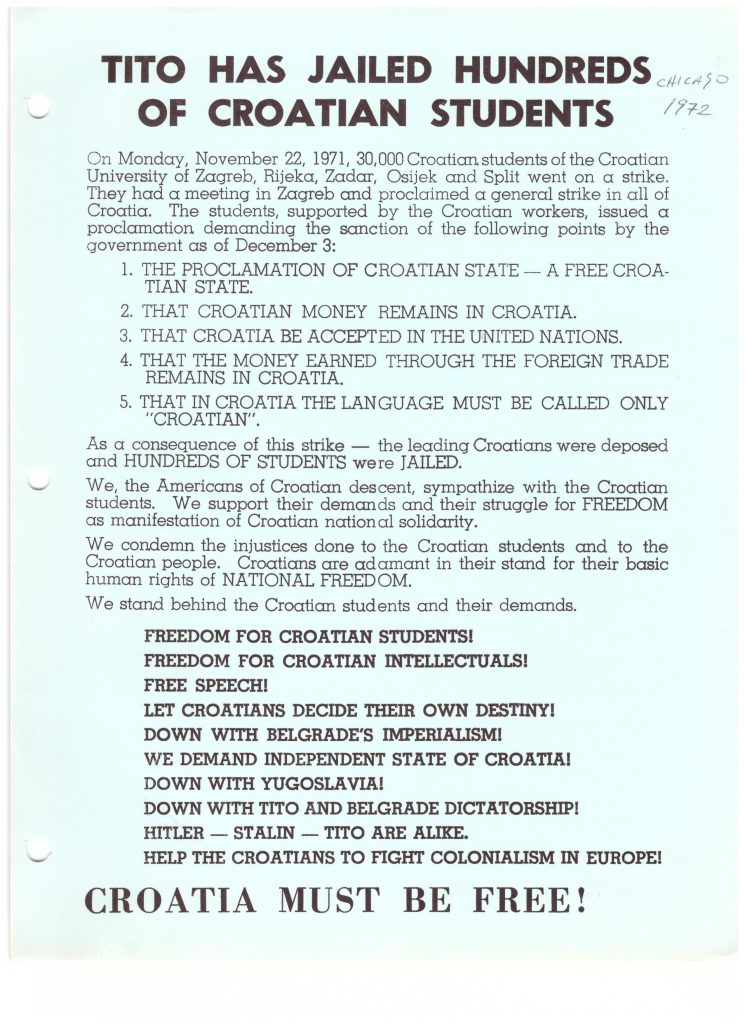 TITO HAS JAILED HUNDREDS
OF CROATIAN STUDENTS
CHICAGO
1972
On Monday, November 22, 1971, 30,000 Croatian students of the Croatian
University of Zagreb, Rijeka, Zadar, Osijek and Split went on a strike.
They had a meeting in Zagreb and proclaimed a general strike in all of
Croatia. The students, supported by the Croatian workers, issued a
proclamation demanding the sanction of the following points by the
government as of December 3:
1. THE PROCLAMATION OF CROATIAN STATE — A FREE CROA-
TIAN STATE.
2. THAT CROATIAN MONEY REMAINS IN CROATIA.
3. THAT CROATIA BE ACCEPTED IN THE UNITED NATIONS.
4. THAT THE MONEY EARNED THROUGH THE FOREIGN TRADE
REMAINS IN CROATIA.
5. THAT IN CROATIA THE LANGUAGE MUST BE CALLED ONLY
"CROATIAN".
As a consequence of this strike — the leading Croatians were deposed
and HUNDREDS OF STUDENTS were JAILED.
We, the Americans of Croatian descent, sympathize with the Croatian
students. We support their demands and their struggle for FREEDOM
as manifestation of Croatian national solidarity.
We condemn the injustices done to the Croatian students and to the
Croatian people. Croatians are adamant in their stand for their basic
human rights of NATIONAL FREEDOM.
We stand behind the Croatian students and their demands.
FREEDOM FOR CROATIAN STUDENTS!
FREEDOM FOR CROATIAN INTELLECTUALS!
FREE SPEECH!
LET CROATIANS DECIDE THEIR OWN DESTINY!
DOWN WITH BELGRADE'S IMPERIALISM!
WE DEMAND INDEPENDENT STATE OF CROATIA!
DOWN WITH YUGOSLAVIA!
DOWN WITH TITO AND BELGRADE DICTATORSHIP!
HITLER — STALIN — TITO ARE ALIKE.
HELP THE CROATIANS TO FIGHT COLONIALISM IN EUROPE!
CROATIA MUST BE FREE!